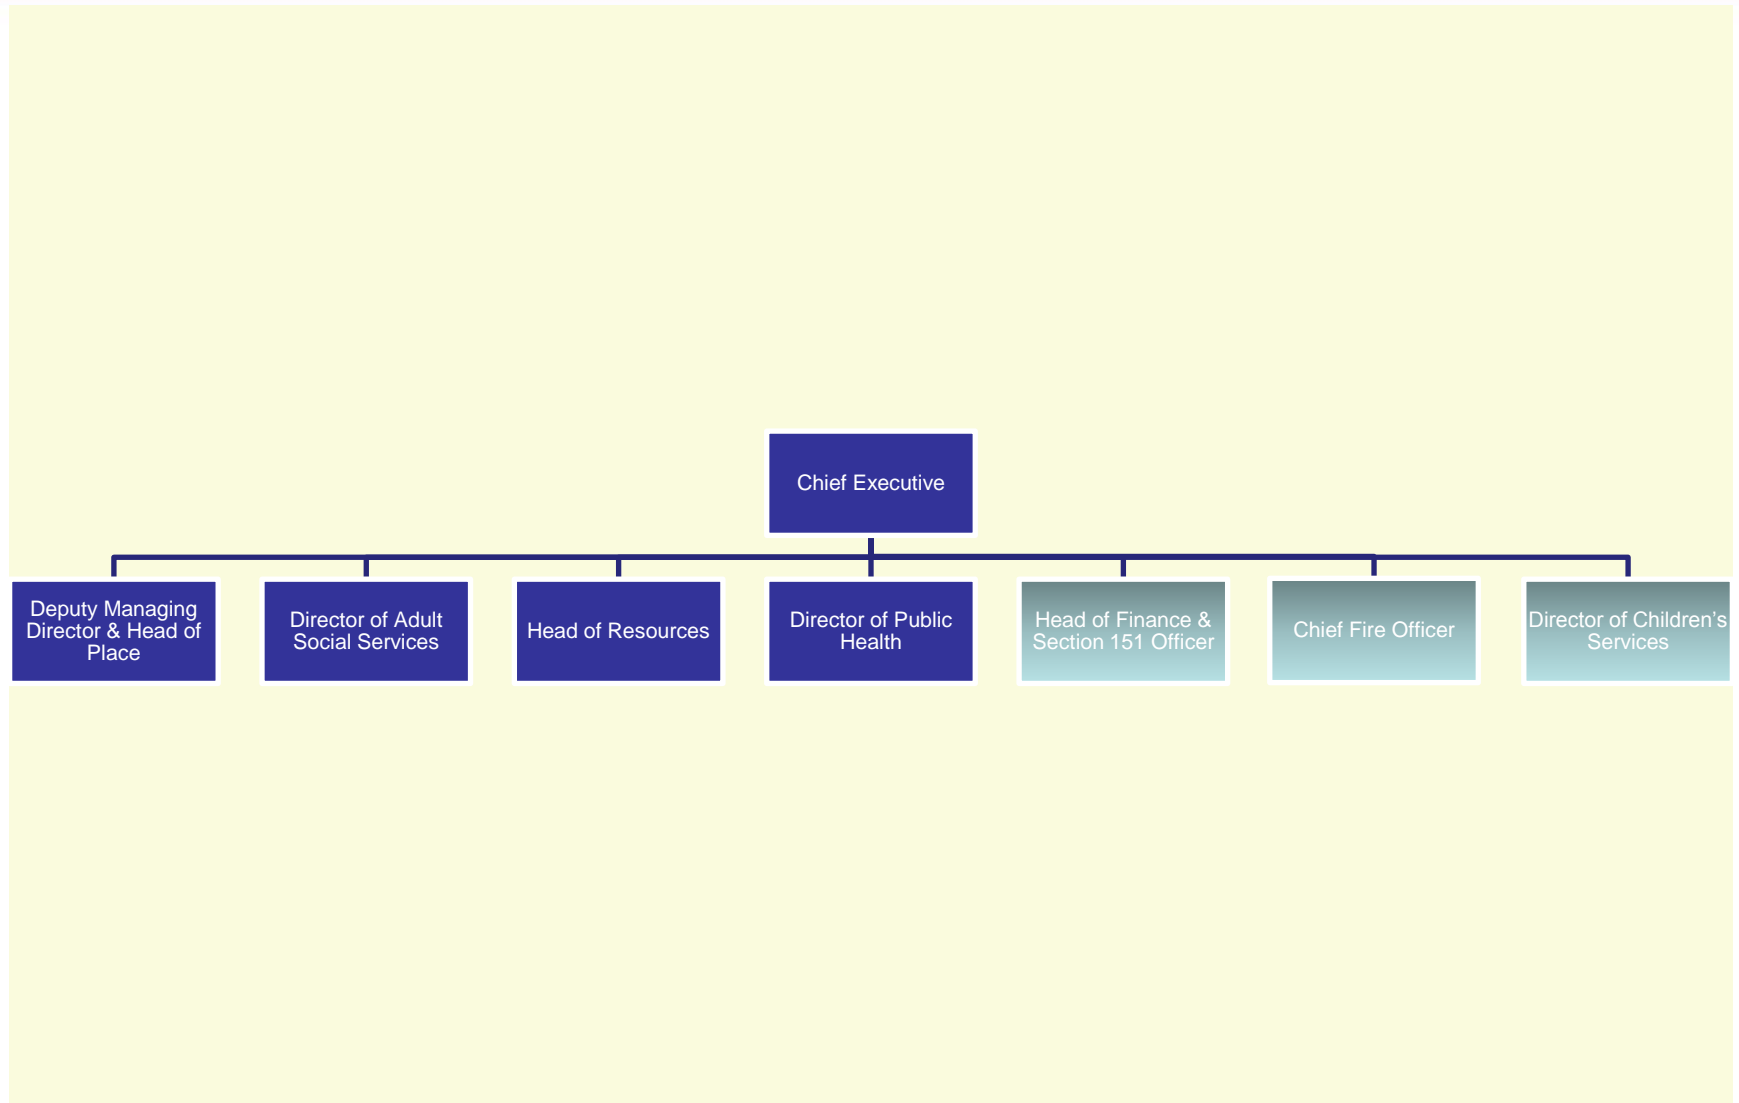 Chief Executive
Deputy Managing
Director & Head of
Place
Director of Adult
Social Services
Head of Resources
Director of Public
Health
Head of Finance &
Section 151 Officer
Chief Fire Officer
Director of Children’s
Services